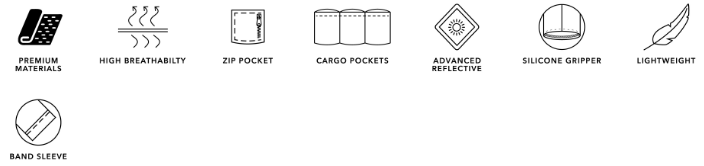 PREMIUM
MATERIALS
HIGH BREATHABILTY
ZIP POCKET
CARGO POCKETS
ADVANCED
REFLECTIVE
SILICONE GRIPPER
LIGHTWEIGHT
BAND SLEEVE